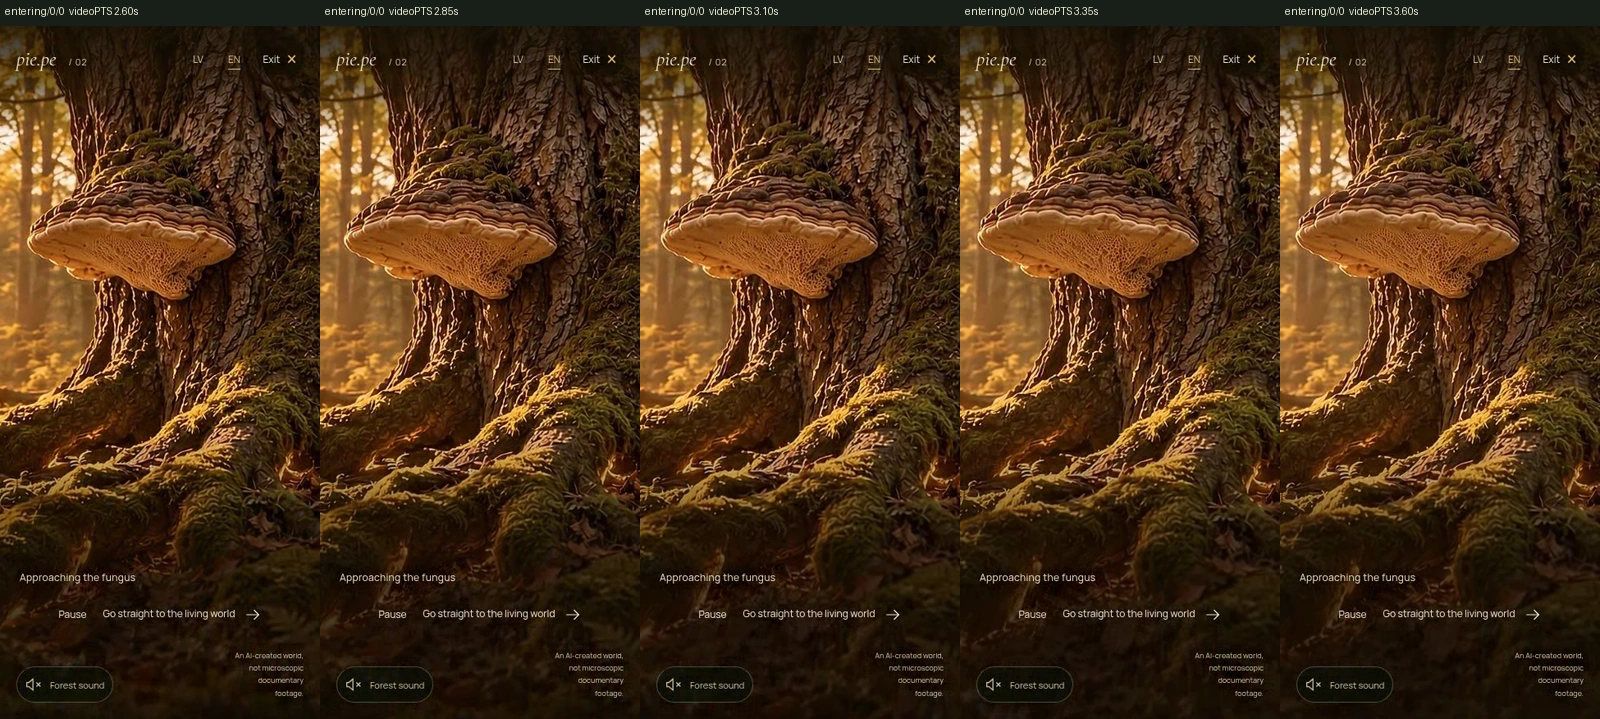 entering/0/0 videoPTS 2.60s
pie.pe / 02 LV EN Exit ×
Approaching the fungus
Pause Go straight to the living world →
An AI-created world,
not microscopic
documentary
footage.
Forest sound
entering/0/0 videoPTS 2.85s
pie.pe / 02 LV EN Exit ×
Approaching the fungus
Pause Go straight to the living world →
An AI-created world,
not microscopic
documentary
footage.
Forest sound
entering/0/0 videoPTS 3.10s
pie.pe / 02 LV EN Exit ×
Approaching the fungus
Pause Go straight to the living world →
An AI-created world,
not microscopic
documentary
footage.
Forest sound
entering/0/0 videoPTS 3.35s
pie.pe / 02 LV EN Exit ×
Approaching the fungus
Pause Go straight to the living world →
An AI-created world,
not microscopic
documentary
footage.
Forest sound
entering/0/0 videoPTS 3.60s
pie.pe / 02 LV EN Exit ×
Approaching the fungus
Pause Go straight to the living world →
An AI-created world,
not microscopic
documentary
footage.
Forest sound